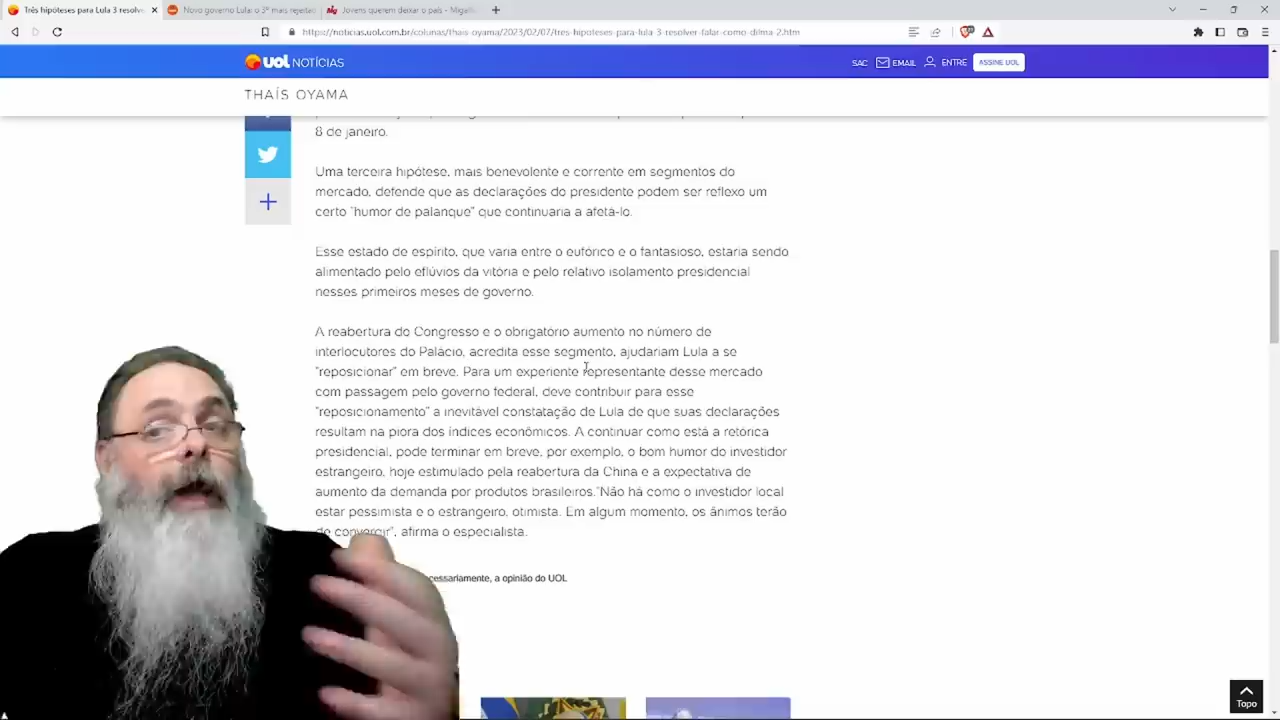 Três hipóteses para Lula 3 resolve
Novo governo Lula: o 3º mais rejeitad
Jovens querem deixar o país - Migalh
https://noticias.uol.com.br/colunas/thais-oyama/2023/02/07/tres-hipoteses-para-lula-3-resolver-falar-como-dilma-2.htm
UOL NOTÍCIAS
SAC EMAIL ENTRE ASSINE UOL
THAÍS OYAMA
8 de janeiro.
Uma terceira hipótese, mais benevolente e corrente em segmentos do
mercado, defende que as declarações do presidente podem ser reflexo um
certo "humor de palanque" que continuaria a afetá-lo.
Esse estado de espírito, que varia entre o eufórico e o fantasioso, estaria sendo
alimentado pelo eflúvios da vitória e pelo relativo isolamento presidencial
nesses primeiros meses de governo.
A reabertura do Congresso e o obrigatório aumento no número de
interlocutores do Palácio, acredita esse segmento, ajudariam Lula a se
"reposicionar" em breve. Para um experiente representante desse mercado
com passagem pelo governo federal, deve contribuir para esse
"reposicionamento" a inevitável constatação de Lula de que suas declarações
resultam na piora dos índices econômicos. A continuar como está a retórica
presidencial, pode terminar em breve, por exemplo, o bom humor do investidor
estrangeiro, hoje estimulado pela reabertura da China e a expectativa de
aumento da demanda por produtos brasileiros."Não há como o investidor local
estar pessimista e o estrangeiro, otimista. Em algum momento, os ânimos terão
de convergir", afirma o especialista.
cessariamente, a opinião do UOL
Topo